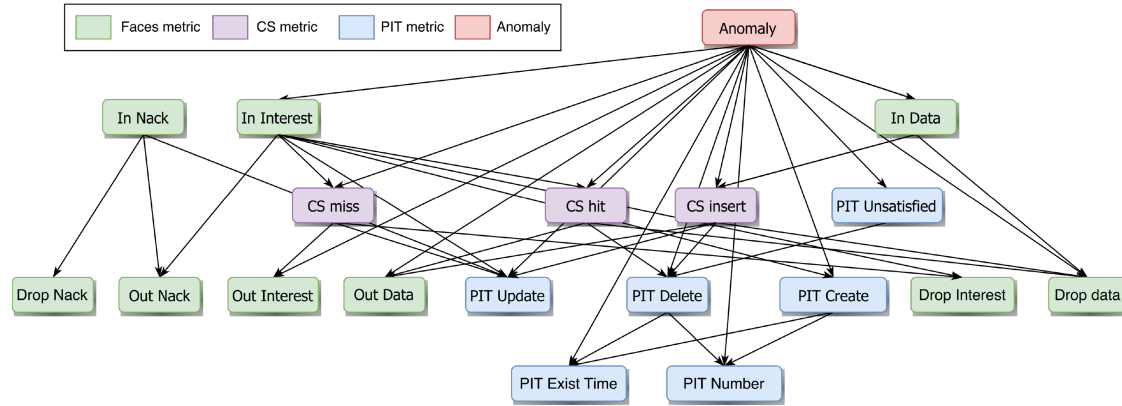 Faces metric
CS metric
PIT metric
Anomaly
Anomaly
In Nack
In Interest
In Data
CS miss
CS hit
CS insert
PIT Unsatisfied
Drop Nack
Out Nack
Out Interest
Out Data
PIT Update
PIT Delete
PIT Create
Drop Interest
Drop data
PIT Exist Time
PIT Number